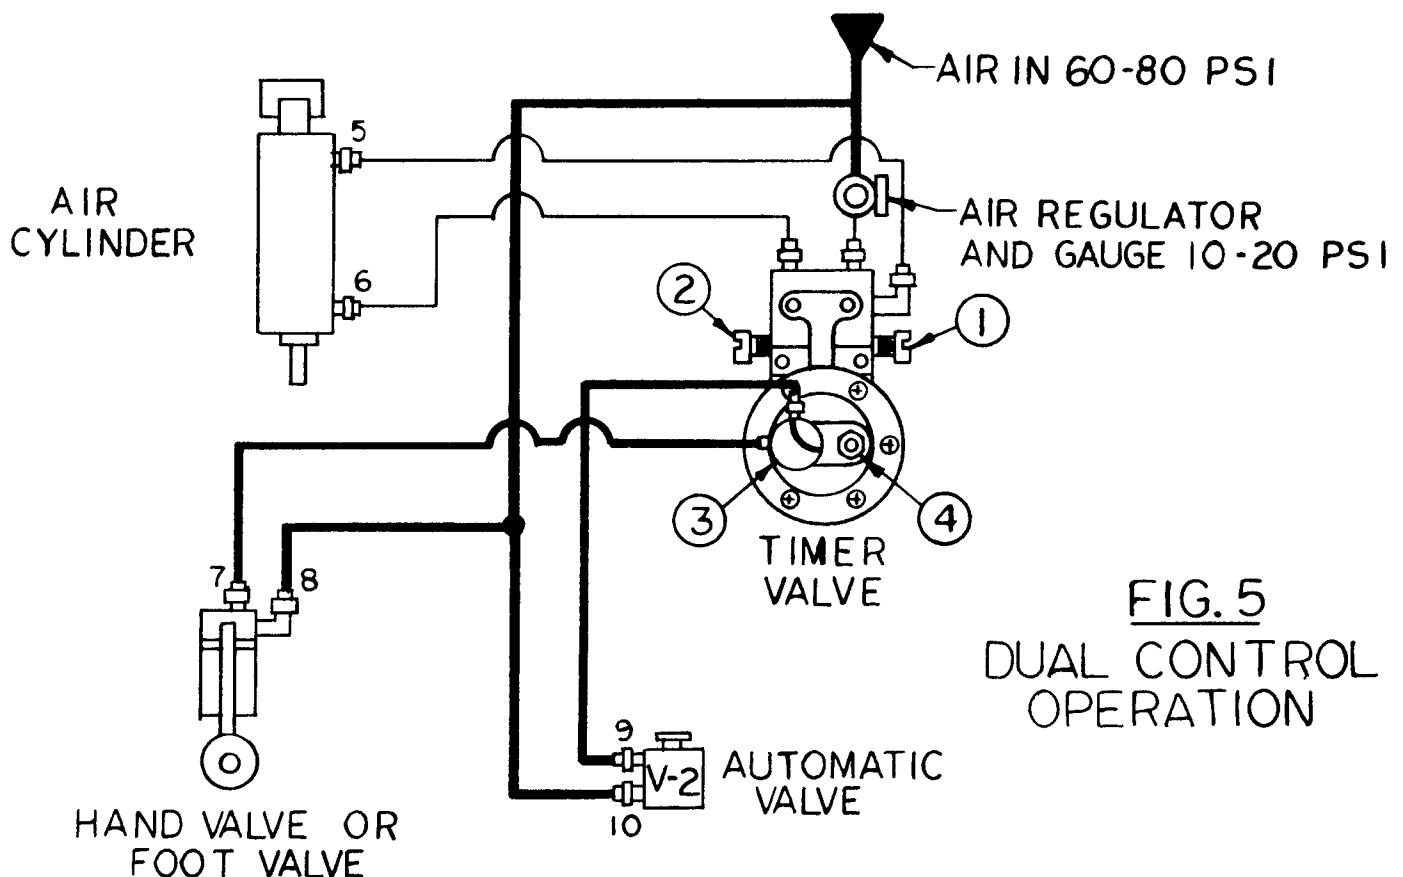 AIR IN 60-80 PSI
5
AIR
CYLINDER
AIR REGULATOR
AND GAUGE 10-20 PSI
6
2
1
3
4
TIMER
VALVE
7
8
FIG. 5
DUAL CONTROL
OPERATION
9
V-2
AUTOMATIC
VALVE
10
HAND VALVE OR
FOOT VALVE